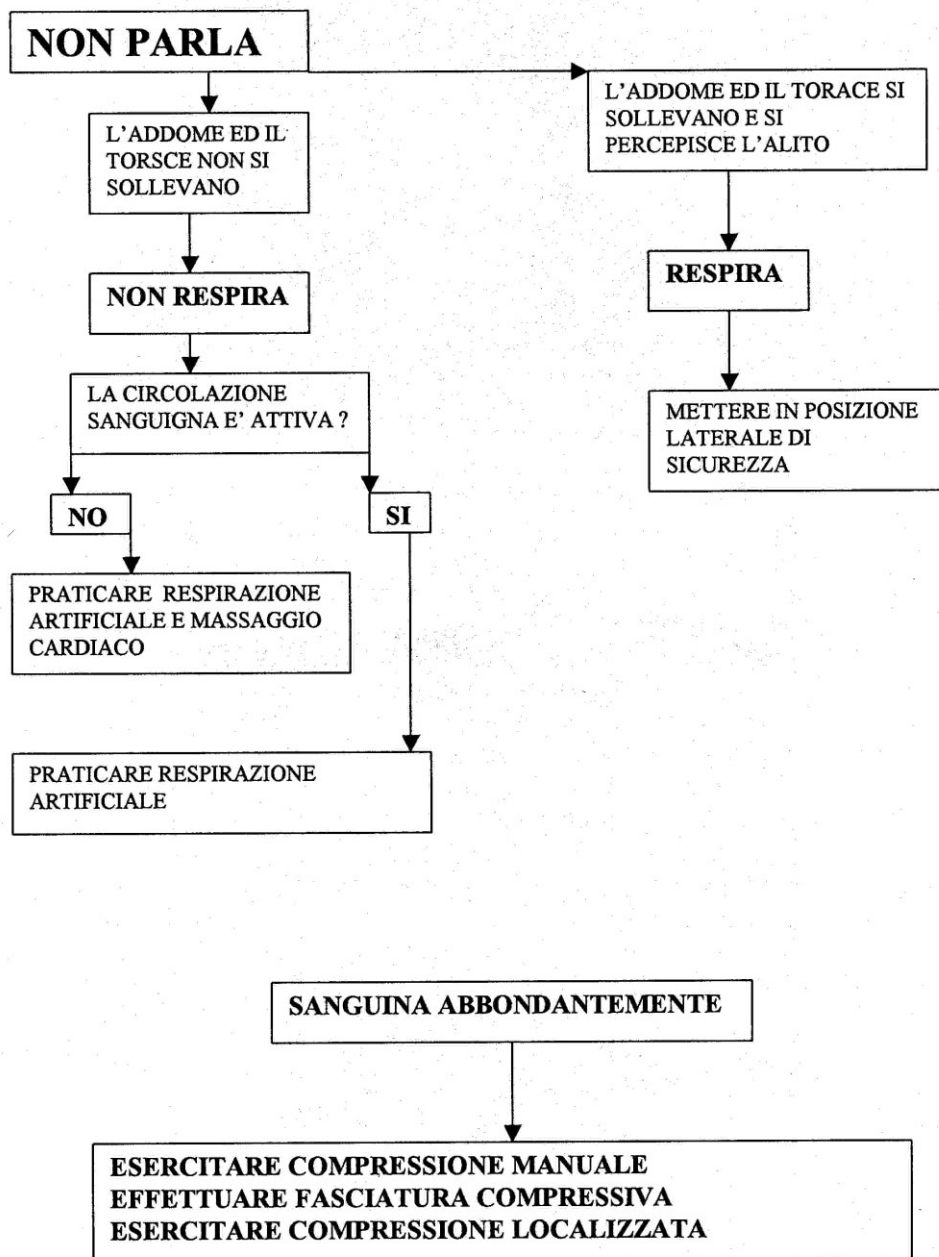 NON PARLA
L'ADDOME ED IL
TORSCE NON SI
SOLLEVANO
L'ADDOME ED IL TORACE SI
SOLLEVANO E SI
PERCEPISCE L'ALITO
NON RESPIRA
RESPIRA
LA CIRCOLAZIONE
SANGUIGNA E' ATTIVA ?
METTERE IN POSIZIONE
LATERALE DI
SICUREZZA
NO
SI
PRATICARE RESPIRAZIONE
ARTIFICIALE E MASSAGGIO
CARDIACO
PRATICARE RESPIRAZIONE
ARTIFICIALE
SANGUINA ABBONDANTEMENTE
ESERCITARE COMPRESSIONE MANUALE
EFFETTUARE FASCIATURA COMPRESSIVA
ESERCITARE COMPRESSIONE LOCALIZZATA